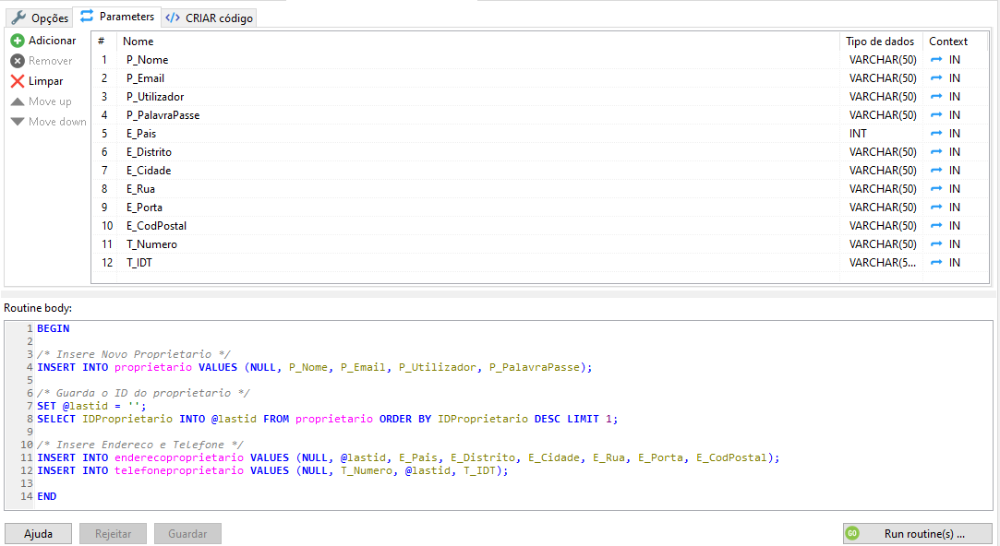 Opções Parameters CRIAR código
Adicionar
Remover
Limpar
Move up
Move down
# Nome Tipo de dados Context
1 P_Nome VARCHAR(50) IN
2 P_Email VARCHAR(50) IN
3 P_Utilizador VARCHAR(50) IN
4 P_PalavraPasse VARCHAR(50) IN
5 E_Pais INT IN
6 E_Distrito VARCHAR(50) IN
7 E_Cidade VARCHAR(50) IN
8 E_Rua VARCHAR(50) IN
9 E_Porta VARCHAR(50) IN
10 E_CodPostal VARCHAR(50) IN
11 T_Numero VARCHAR(50) IN
12 T_IDT VARCHAR(5... IN
Routine body:
1 BEGIN
2
3 /* Insere Novo Proprietario */
4 INSERT INTO proprietario VALUES (NULL, P_Nome, P_Email, P_Utilizador, P_PalavraPasse);
5
6 /* Guarda o ID do proprietario */
7 SET @lastid = '';
8 SELECT IDProprietario INTO @lastid FROM proprietario ORDER BY IDProprietario DESC LIMIT 1;
9
10 /* Insere Endereco e Telefone */
11 INSERT INTO enderecoproprietario VALUES (NULL, @lastid, E_Pais, E_Distrito, E_Cidade, E_Rua, E_Porta, E_CodPostal);
12 INSERT INTO telefoneproprietario VALUES (NULL, T_Numero, @lastid, T_IDT);
13
14 END
Ajuda Rejeitar Guardar GO Run routine(s) ...